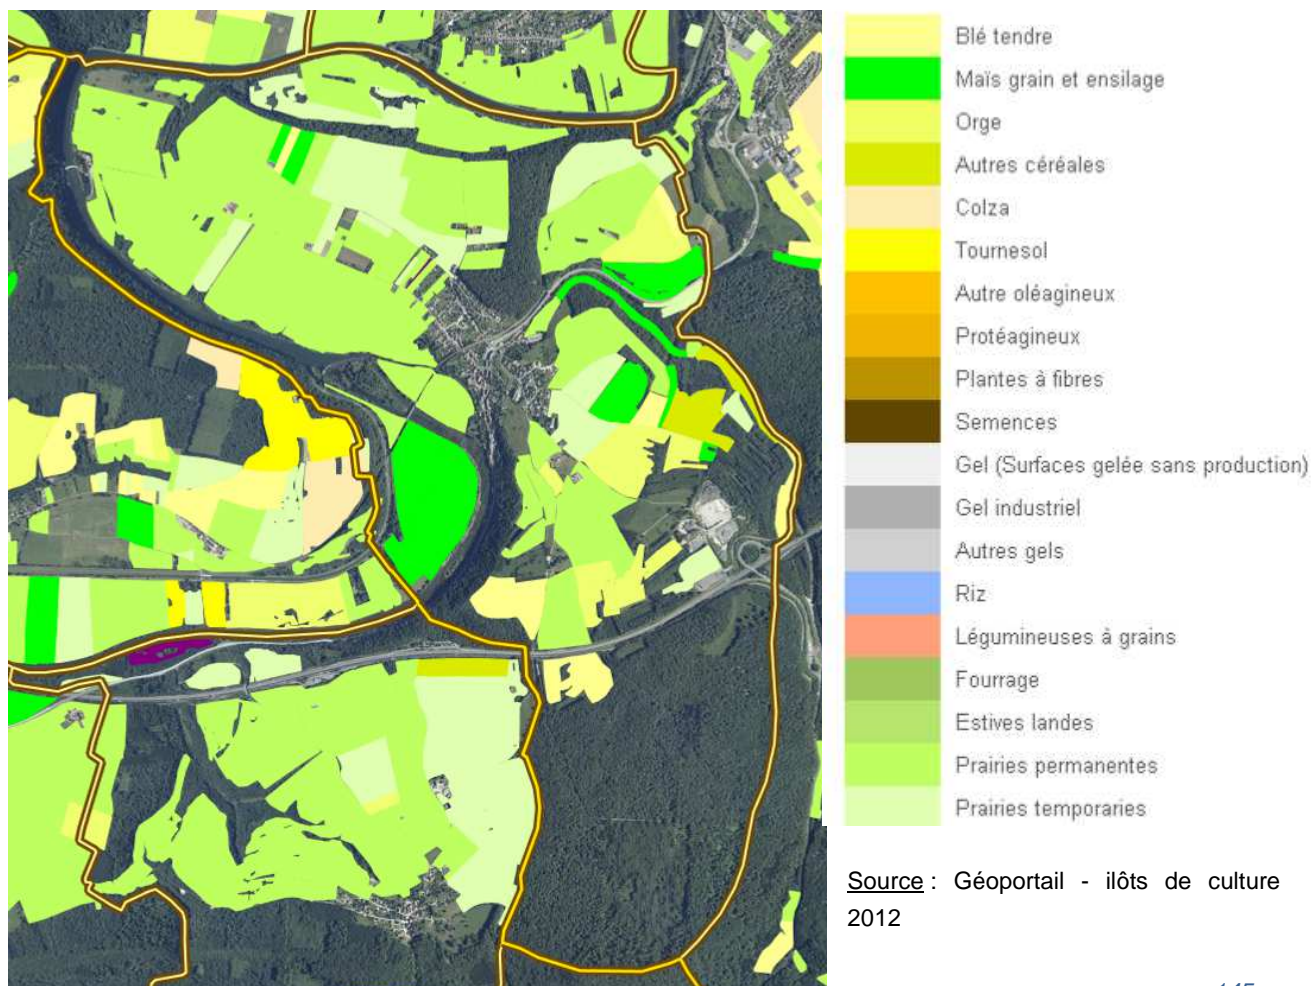 Blé tendre
Maïs grain et ensilage
Orge
Autres céréales
Colza
Tournesol
Autre oléagineux
Protéagineux
Plantes à fibres
Semences
Gel (Surfaces gelée sans production)
Gel industriel
Autres gels
Riz
Légumineuses à grains
Fourrage
Estives landes
Prairies permanentes
Prairies temporaries
Source : Géoportail - ilôts de culture
2012